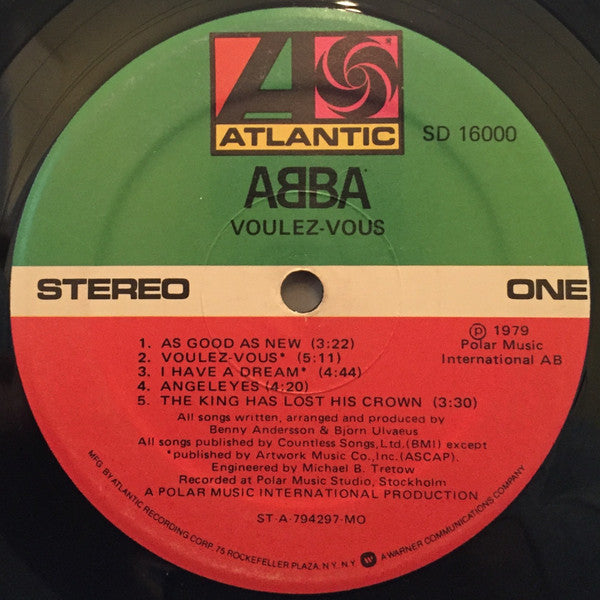 ATLANTIC
SD 16000
ABBA
VOULEZ-VOUS
STEREO
ONE
℗ 1979
Polar Music
International AB
1. AS GOOD AS NEW (3:22)
2. VOULEZ-VOUS* (5:11)
3. I HAVE A DREAM* (4:44)
4. ANGELEYES (4:20)
5. THE KING HAS LOST HIS CROWN (3:30)
All songs written, arranged and produced by
Benny Andersson & Bjorn Ulvaeus
All songs published by Countless Songs,Ltd.(BMI) except
*published by Artwork Music Co.,Inc.(ASCAP).
Engineered by Michael B. Tretow
Recorded at Polar Music Studio, Stockholm
A POLAR MUSIC INTERNATIONAL PRODUCTION
ST-A-794297-MO
MFG. BY ATLANTIC RECORDING CORP. 75 ROCKEFELLER PLAZA, N.Y. N.Y. A WARNER COMMUNICATIONS COMPANY